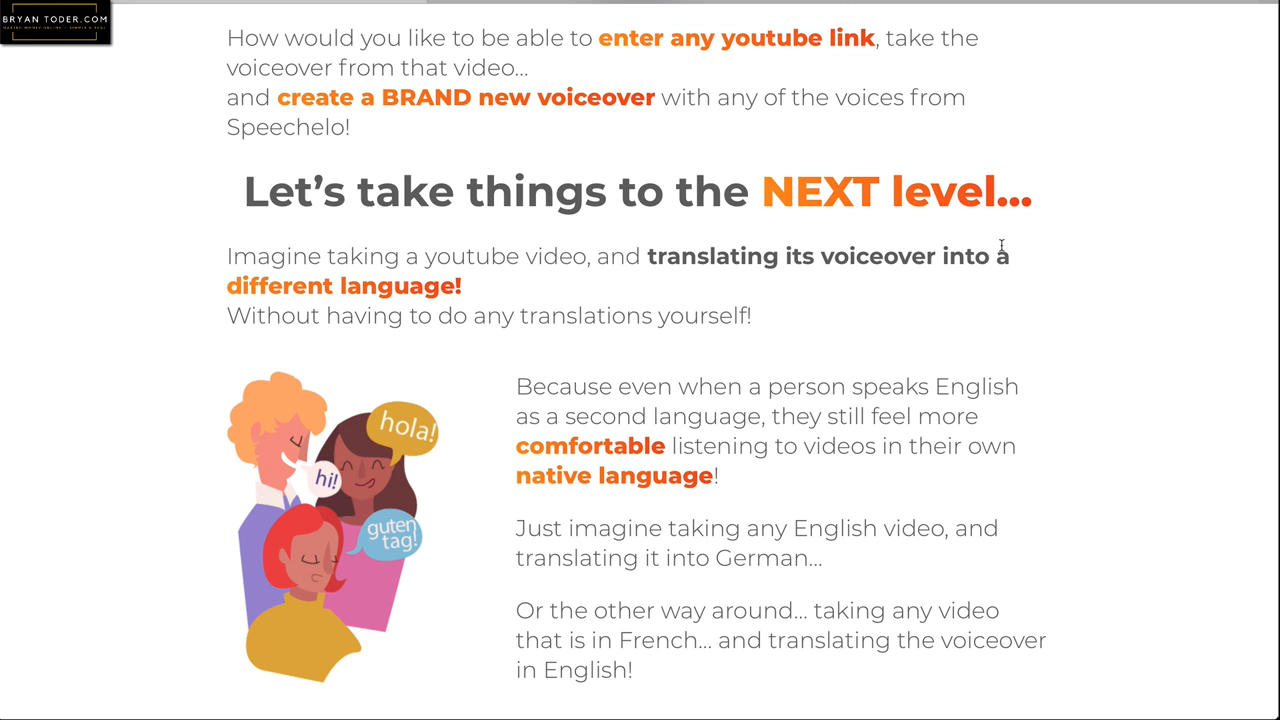 BRYAN TODER.COM
How would you like to be able to enter any youtube link, take the
voiceover from that video...
and create a BRAND new voiceover with any of the voices from
Speechelo!
Let's take things to the NEXT level...
Imagine taking a youtube video, and translating its voiceover into a
different language!
Without having to do any translations yourself!
hola!
hi!
guten
tag!
Because even when a person speaks English
as a second language, they still feel more
comfortable listening to videos in their own
native language!
Just imagine taking any English video, and
translating it into German...
Or the other way around... taking any video
that is in French... and translating the voiceover
in English!